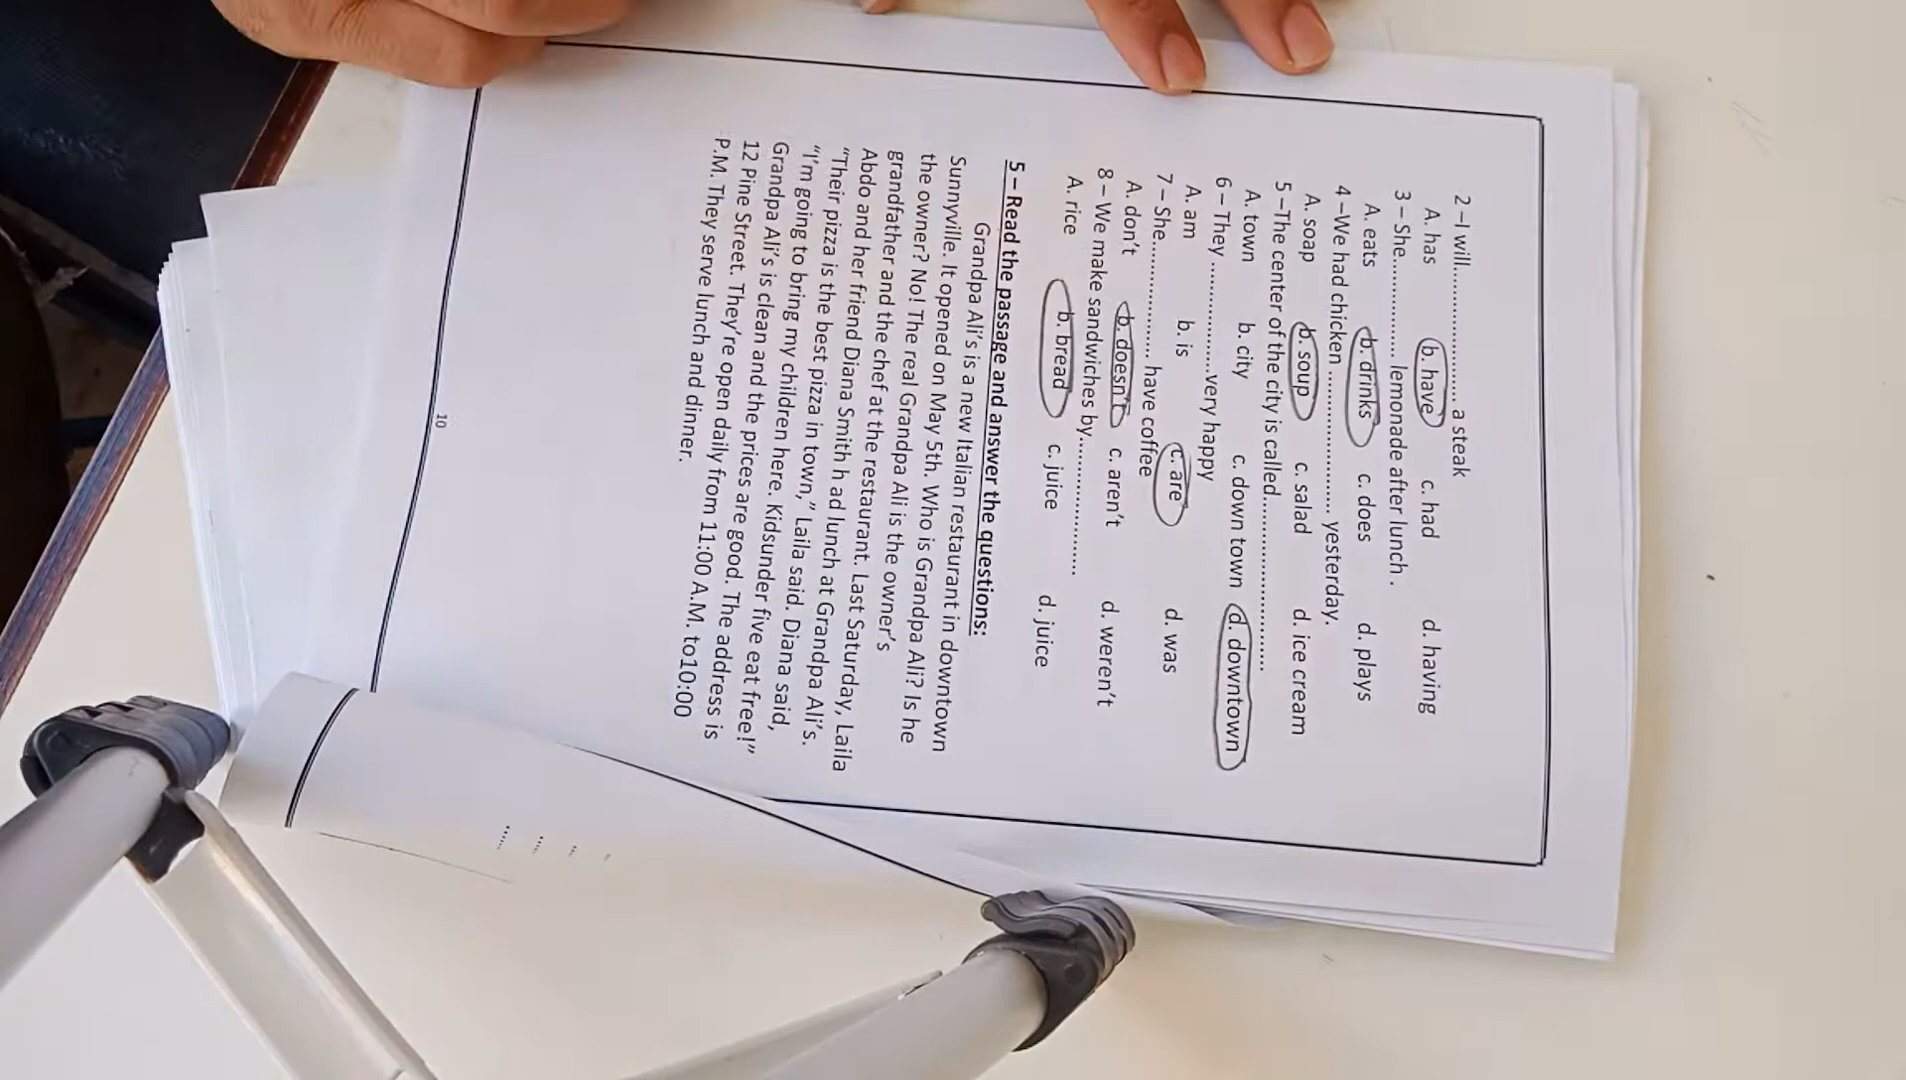 2 –I will........................ a steak
A. has b. have c. had d. having
3 – She................ lemonade after lunch .
A. eats b. drinks c. does d. plays
4 –We had chicken ........................ yesterday.
A. soap b. soup c. salad d. ice cream
5 –The center of the city is called............................
A. town b. city c. down town d. downtown
6 – They ..................very happy
A. am b. is c. are d. was
7 – She.................... have coffee
A. don't b. doesn't c. aren't d. weren't
8 – We make sandwiches by......................
A. rice b. bread c. juice d. juice
5 – Read the passage and answer the questions:
Grandpa Ali's is a new Italian restaurant in downtown
Sunnyville. It opened on May 5th. Who is Grandpa Ali? Is he
the owner? No! The real Grandpa Ali is the owner's
grandfather and the chef at the restaurant. Last Saturday, Laila
Abdo and her friend Diana Smith h ad lunch at Grandpa Ali's.
"Their pizza is the best pizza in town," Laila said. Diana said,
"I'm going to bring my children here. Kidsunder five eat free!"
Grandpa Ali's is clean and the prices are good. The address is
12 Pine Street. They're open daily from 11:00 A.M. to10:00
P.M. They serve lunch and dinner.
10